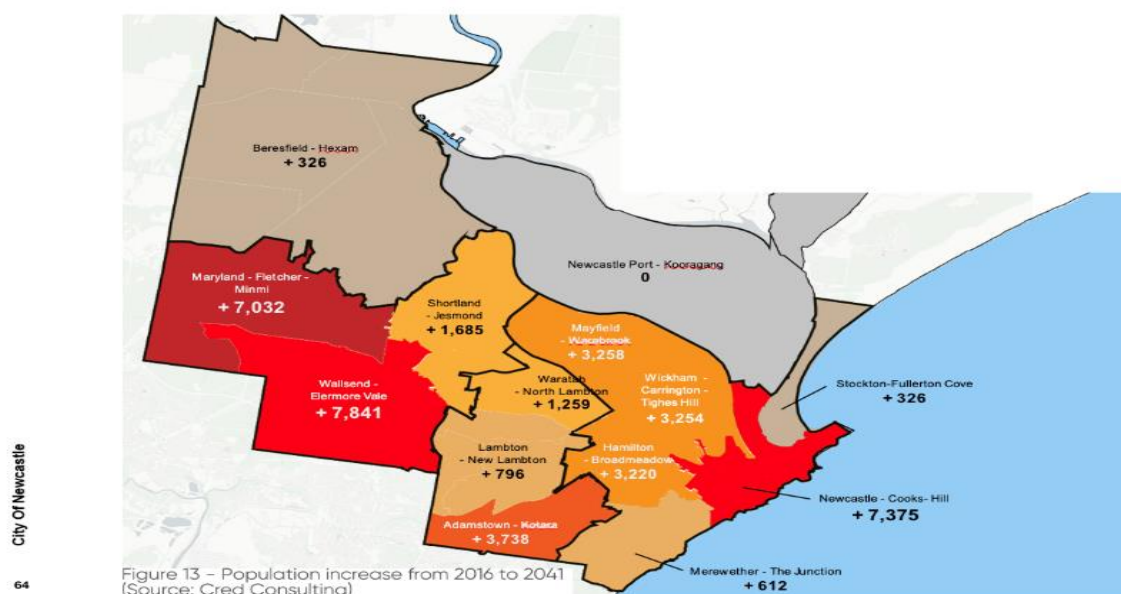 Beresfield - Hexam
+ 326
Newcastle Port - Kooragang
0
Maryland - Fletcher -
Minmi
+ 7,032
Shortland
- Jesmond
+ 1,685
Mayfield
- Warabrook
+ 3,258
Wallsend -
Elermore Vale
+ 7,841
Waratah
- North Lambton
+ 1,259
Wickham -
Carrington -
Tighes Hill
+ 3,254
Stockton-Fullerton Cove
+ 326
Lambton
- New Lambton
+ 796
Hamilton
- Broadmeadow
+ 3,220
Newcastle - Cooks- Hill
+ 7,375
Adamstown - Kotara
+ 3,738
Merewether - The Junction
+ 612
Figure 13 – Population increase from 2016 to 2041
(Source: Cred Consulting)
City Of Newcastle
64